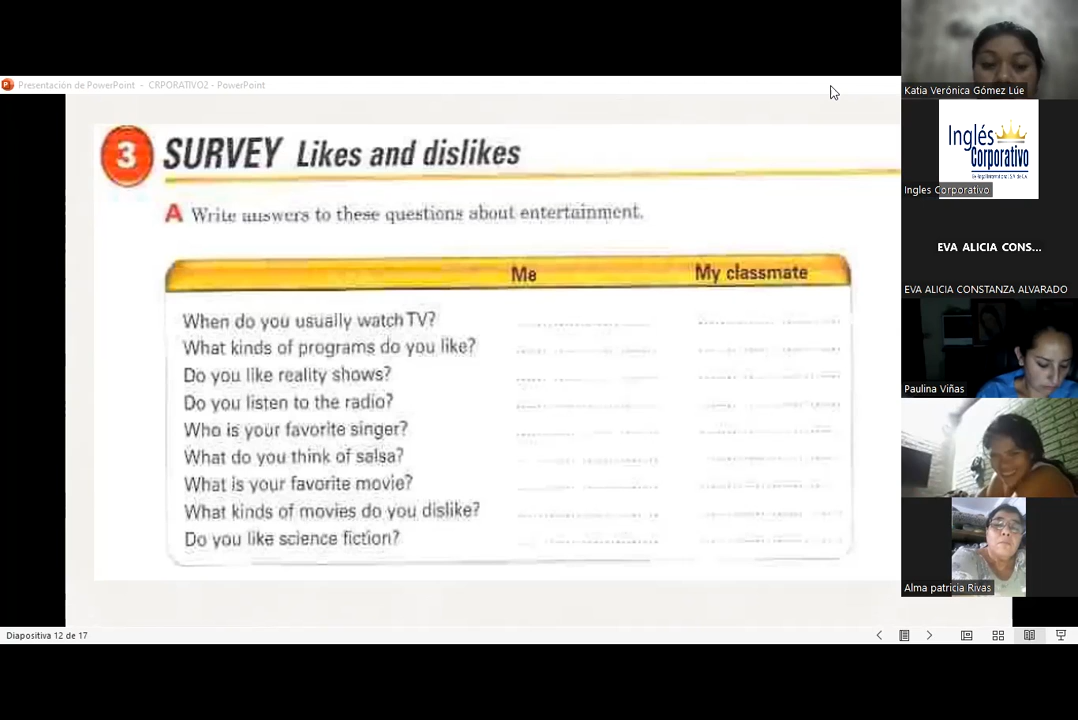 Presentación de PowerPoint - CRPORATIVO2 - PowerPoint
3 SURVEY Likes and dislikes
A Write answers to these questions about entertainment.
Me My classmate
When do you usually watch TV?
What kinds of programs do you like?
Do you like reality shows?
Do you listen to the radio?
Who is your favorite singer?
What do you think of salsa?
What is your favorite movie?
What kinds of movies do you dislike?
Do you like science fiction?
Diapositiva 12 de 17
Katia Verónica Gómez Lúe
Inglés
Corporativo
Ingles Corporativo
EVA ALICIA CONS...
EVA ALICIA CONSTANZA ALVARADO
Paulina Viñas
Alma patricia Rivas